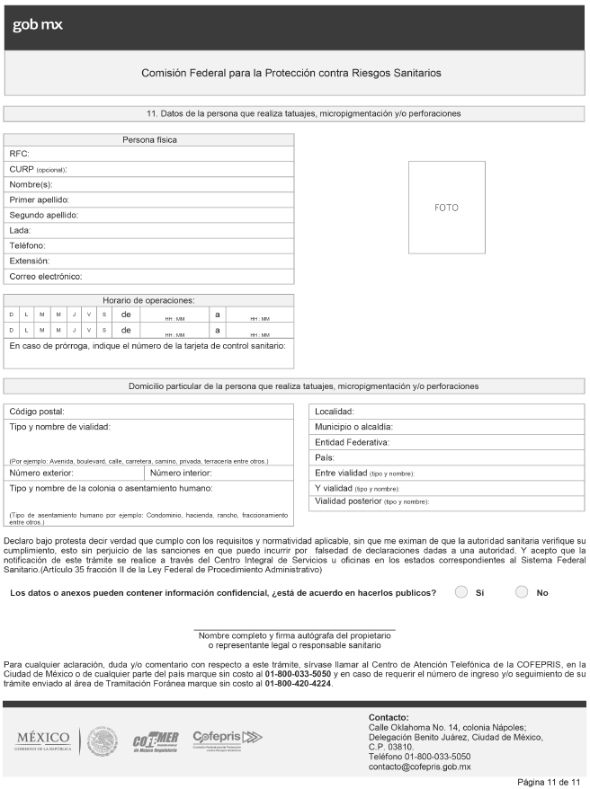 gob mx
Comisión Federal para la Protección contra Riesgos Sanitarios
11. Datos de la persona que realiza tatuajes, micropigmentación y/o perforaciones
Persona física
RFC:
CURP (opcional):
Nombre(s):
Primer apellido:
Segundo apellido:
Lada:
Teléfono:
Extensión:
Correo electrónico:
FOTO
Horario de operaciones:
D L M M J V S de HH : MM a HH : MM
D L M M J V S de HH : MM a HH : MM
En caso de prórroga, indique el número de la tarjeta de control sanitario:
Domicilio particular de la persona que realiza tatuajes, micropigmentación y/o perforaciones
Código postal:
Tipo y nombre de vialidad:
(Por ejemplo: Avenida, boulevard, calle, carretera, camino, privada, terracería entre otros.)
Número exterior: Número interior:
Tipo y nombre de la colonia o asentamiento humano:
(Tipo de asentamiento humano por ejemplo: Condominio, hacienda, rancho, fraccionamiento
entre otros.)
Localidad:
Municipio o alcaldía:
Entidad Federativa:
País:
Entre vialidad (tipo y nombre):
Y vialidad (tipo y nombre):
Vialidad posterior (tipo y nombre):
Declaro bajo protesta decir verdad que cumplo con los requisitos y normatividad aplicable, sin que me eximan de que la autoridad sanitaria verifique su
cumplimiento, esto sin perjuicio de las sanciones en que puedo incurrir por falsedad de declaraciones dadas a una autoridad. Y acepto que la
notificación de este trámite se realice a través del Centro Integral de Servicios u oficinas en los estados correspondientes al Sistema Federal
Sanitario.(Artículo 35 fracción II de la Ley Federal de Procedimiento Administrativo)
Los datos o anexos pueden contener información confidencial, ¿está de acuerdo en hacerlos publicos? Si No
Nombre completo y firma autógrafa del propietario
o representante legal o responsable sanitario
Para cualquier aclaración, duda y/o comentario con respecto a este trámite, sírvase llamar al Centro de Atención Telefónica de la COFEPRIS, en la
Ciudad de México o de cualquier parte del país marque sin costo al 01-800-033-5050 y en caso de requerir el número de ingreso y/o seguimiento de su
trámite enviado al área de Tramitación Foránea marque sin costo al 01-800-420-4224.
MÉXICO
GOBIERNO DE LA REPÚBLICA
COFEMER
de Mejora Regulatoria
Cofepris
Contacto:
Calle Oklahoma No. 14, colonia Nápoles;
Delegación Benito Juárez, Ciudad de México,
C.P. 03810.
Teléfono 01-800-033-5050
contacto@cofepris.gob.mx
Página 11 de 11